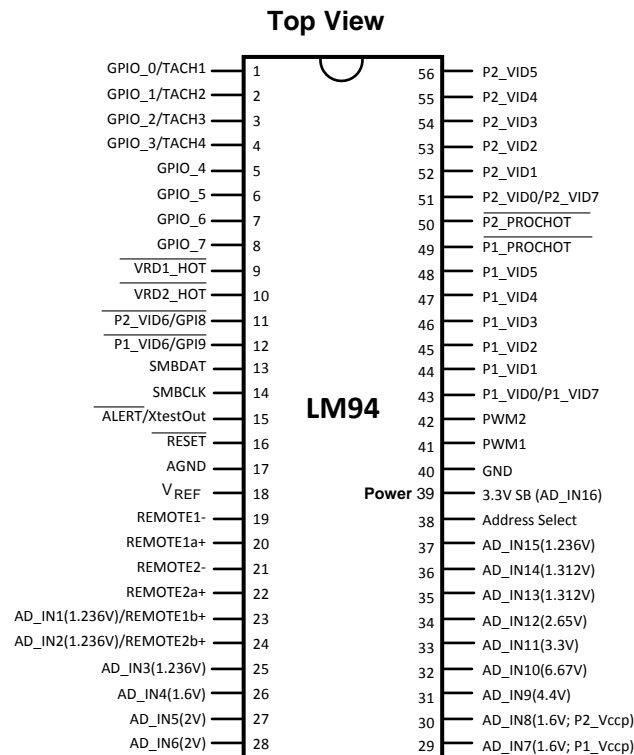 Top View
GPIO_0/TACH1 1
GPIO_1/TACH2 2
GPIO_2/TACH3 3
GPIO_3/TACH4 4
GPIO_4 5
GPIO_5 6
GPIO_6 7
GPIO_7 8
VRD1_HOT 9
VRD2_HOT 10
P2_VID6/GPI8 11
P1_VID6/GPI9 12
SMBDAT 13
SMBCLK 14
ALERT/XtestOut 15
RESET 16
AGND 17
VREF 18
REMOTE1- 19
REMOTE1a+ 20
REMOTE2- 21
REMOTE2a+ 22
AD_IN1(1.236V)/REMOTE1b+ 23
AD_IN2(1.236V)/REMOTE2b+ 24
AD_IN3(1.236V) 25
AD_IN4(1.6V) 26
AD_IN5(2V) 27
AD_IN6(2V) 28
LM94
56 P2_VID5
55 P2_VID4
54 P2_VID3
53 P2_VID2
52 P2_VID1
51 P2_VID0/P2_VID7
50 P2_PROCHOT
49 P1_PROCHOT
48 P1_VID5
47 P1_VID4
46 P1_VID3
45 P1_VID2
44 P1_VID1
43 P1_VID0/P1_VID7
42 PWM2
41 PWM1
40 GND
Power 39 3.3V SB (AD_IN16)
38 Address Select
37 AD_IN15(1.236V)
36 AD_IN14(1.312V)
35 AD_IN13(1.312V)
34 AD_IN12(2.65V)
33 AD_IN11(3.3V)
32 AD_IN10(6.67V)
31 AD_IN9(4.4V)
30 AD_IN8(1.6V; P2_Vccp)
29 AD_IN7(1.6V; P1_Vccp)